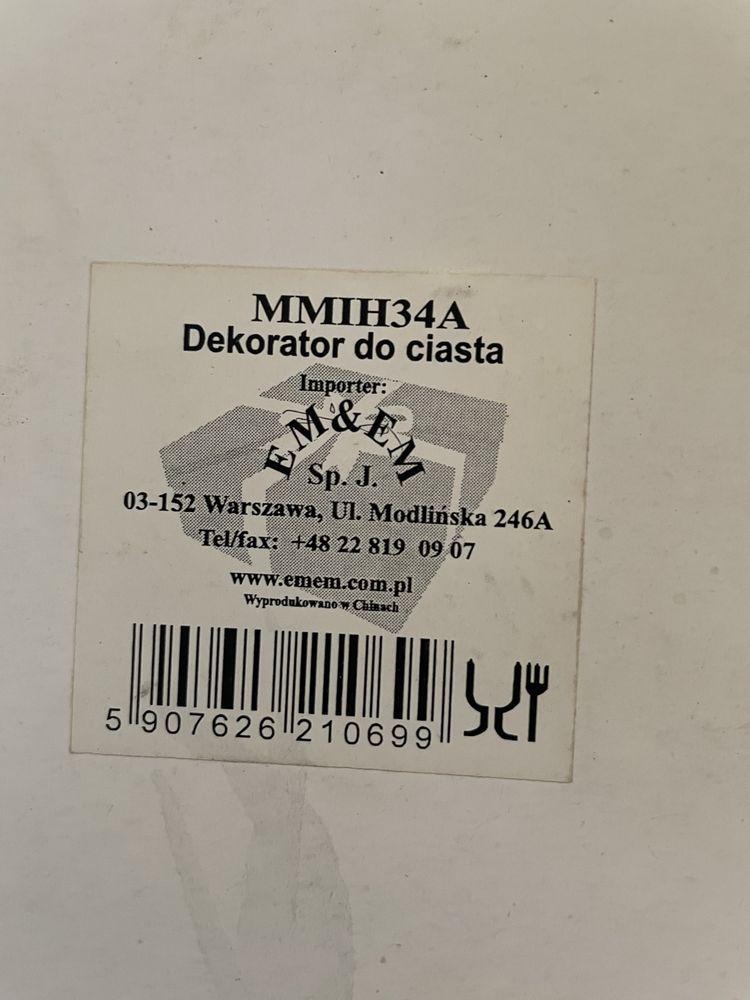 MMIH34A
Dekorator do ciasta
Importer:
EM&EM
Sp. J.
03-152 Warszawa, Ul. Modlińska 246A
Tel/fax: +48 22 819 09 07
www.emem.com.pl
Wyprodukowano w Chinach
5 907626 210699